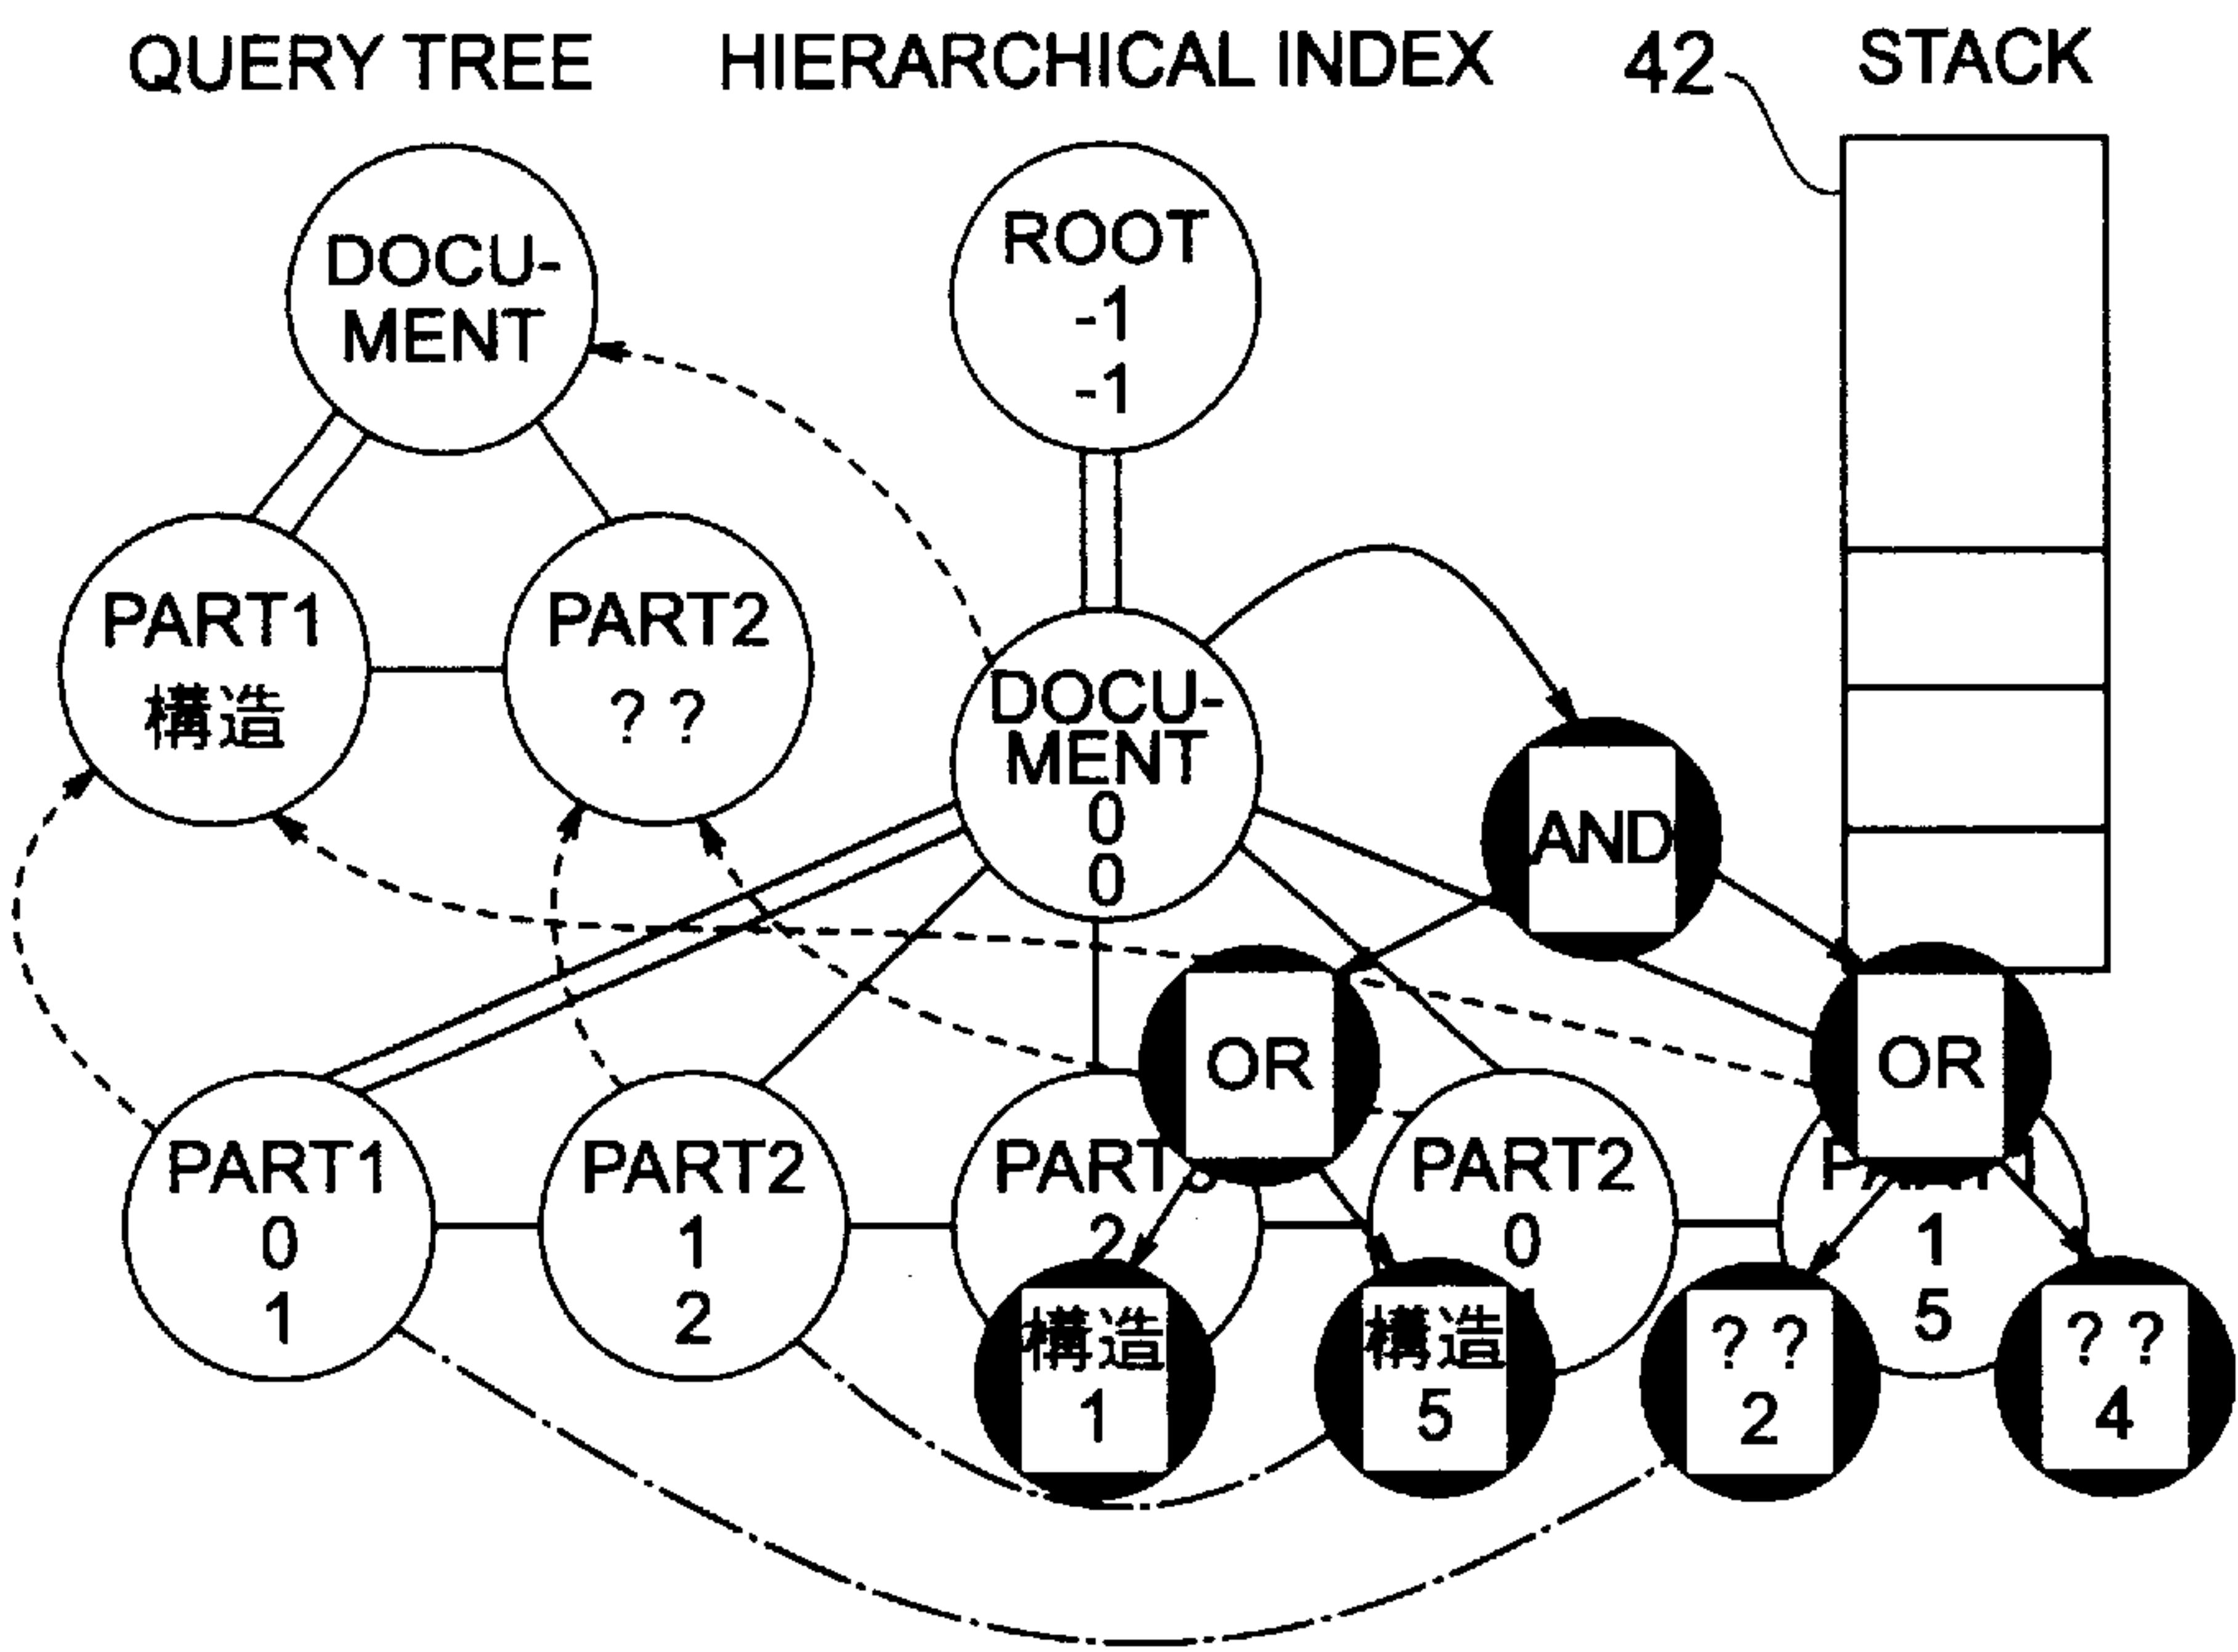 QUERY TREE
HIERARCHICAL INDEX
42
STACK
DOCU-
MENT
ROOT
-1
-1
PART1
構造
PART2
? ?
DOCU-
MENT
0
0
AND
OR
OR
PART1
0
1
PART2
1
2
PART
2
PART2
0
1
5
構造
1
構造
5
? ?
2
? ?
4